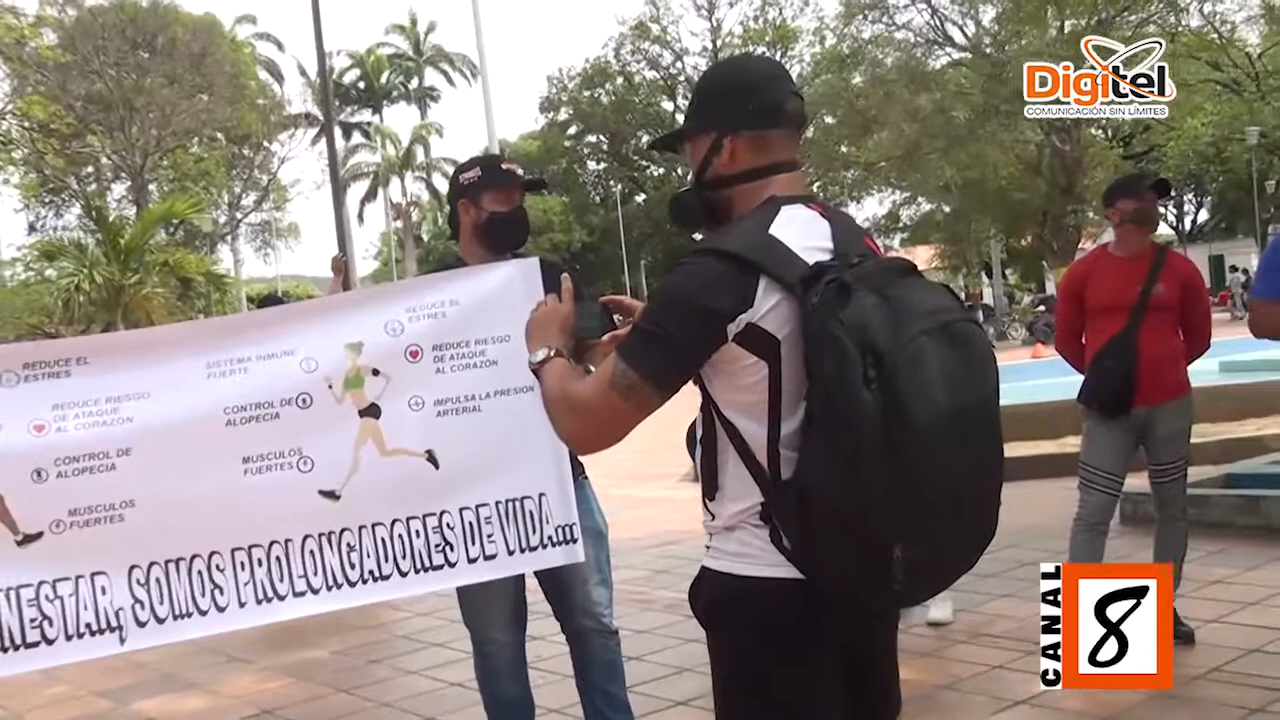 Digitel
COMUNICACIÓN SIN LÍMITES
REDUCE EL
ESTRES
REDUCE RIESGO
DE ATAQUE
AL CORAZÓN
CONTROL DE
ALOPECIA
MUSCULOS
FUERTES
SISTEMA INMUNE
FUERTE
CONTROL DE
ALOPECIA
MUSCULOS
FUERTES
REDUCE EL
ESTRES
REDUCE RIESGO
DE ATAQUE
AL CORAZÓN
IMPULSA LA PRESION
ARTERIAL
NESTAR, SOMOS PROLONGADORES DE VIDA...
CANAL
8